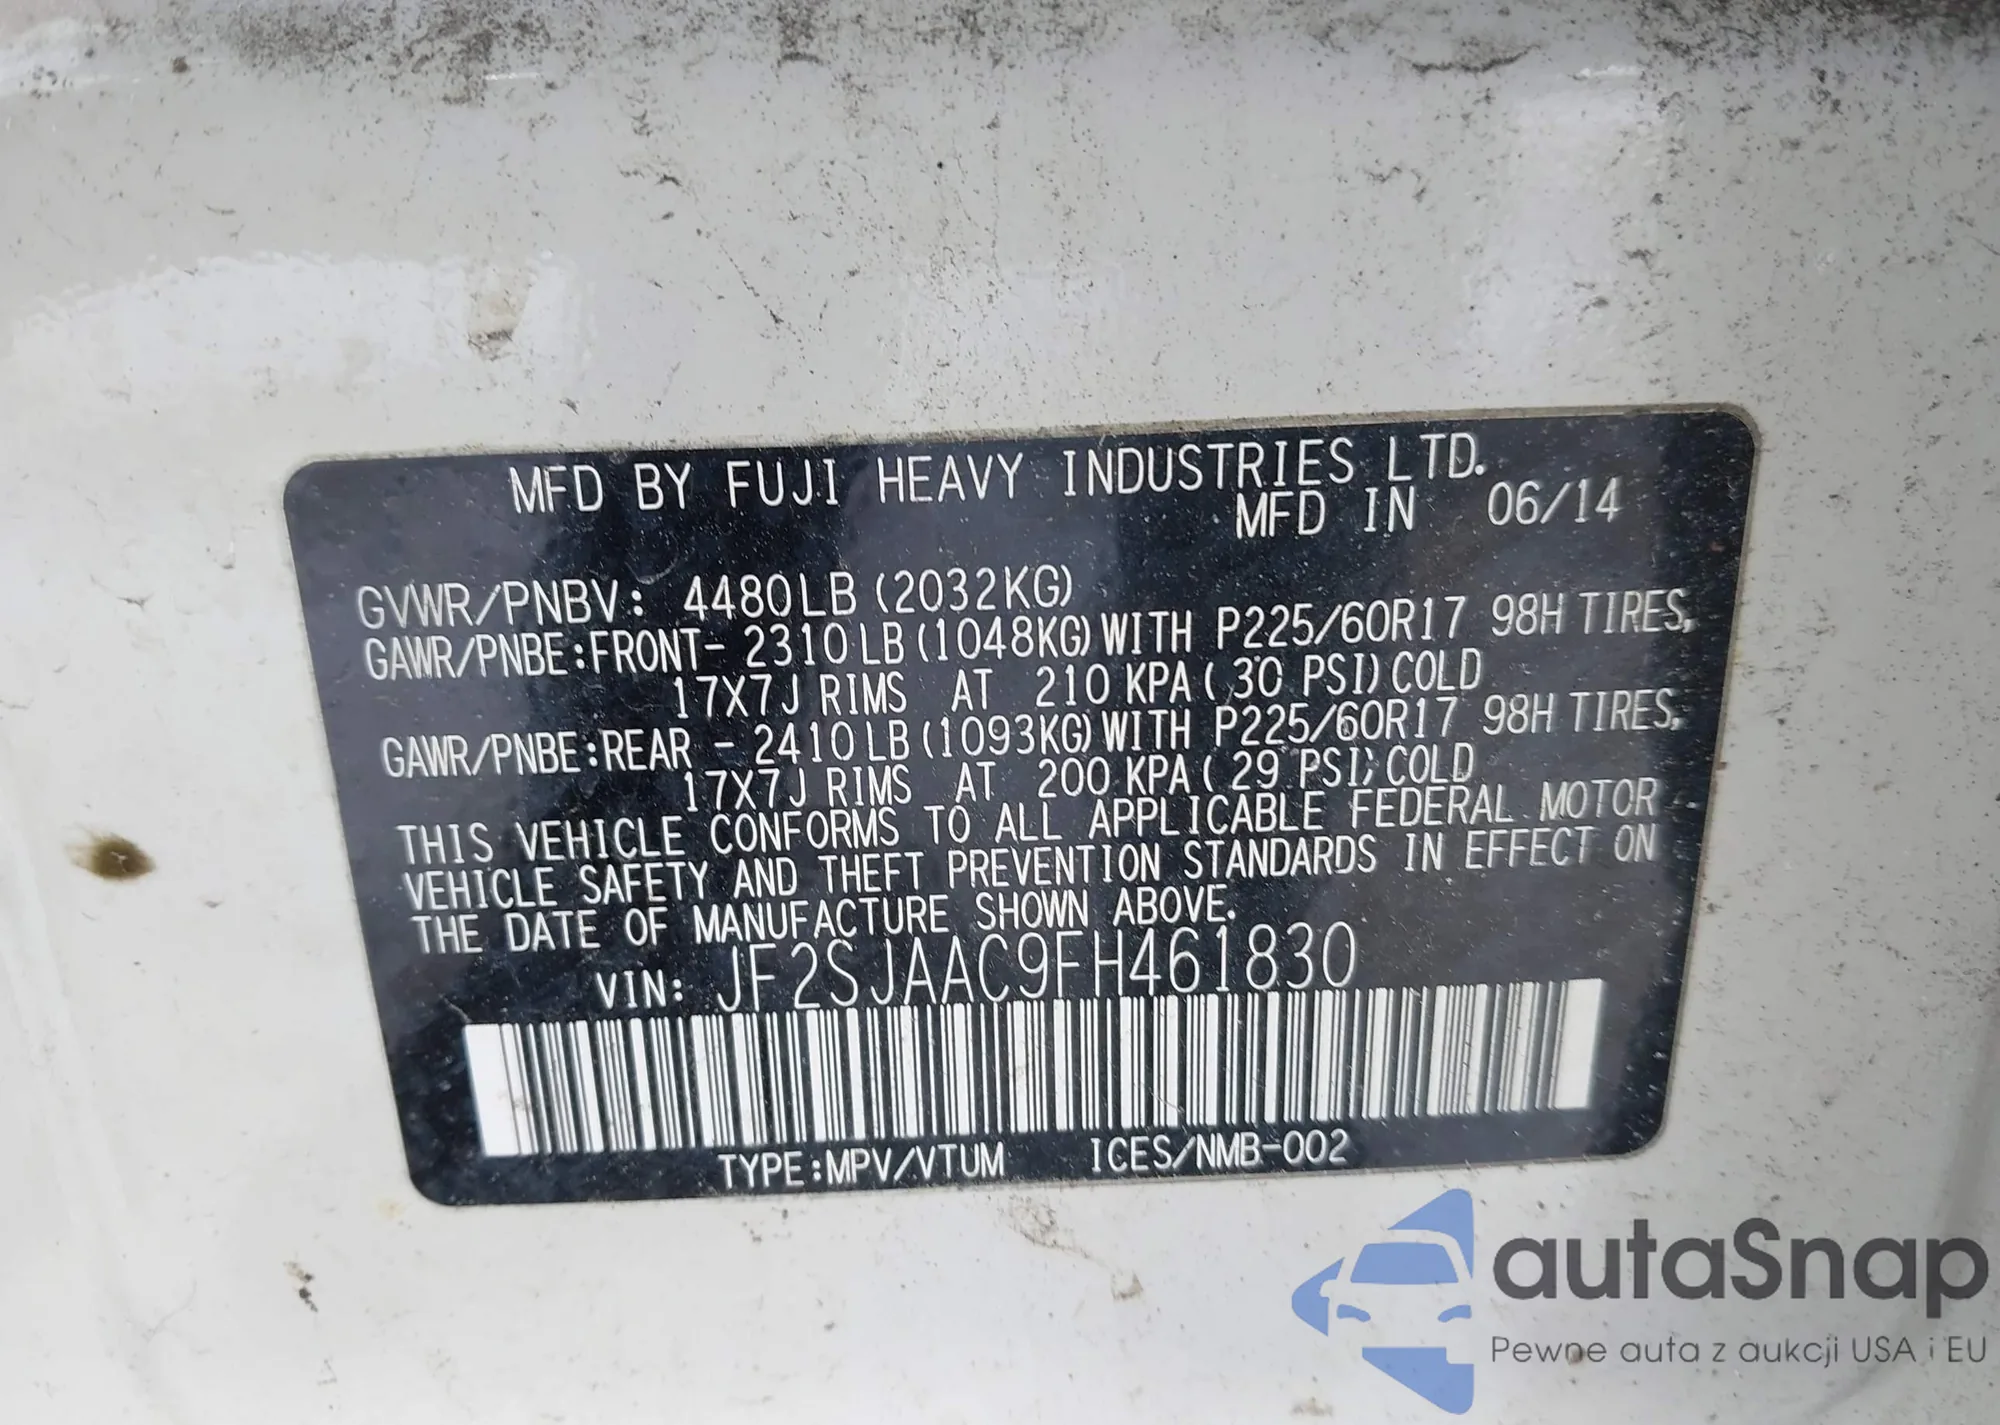 MFD BY FUJI HEAVY INDUSTRIES LTD.
MFD IN 06/14
GVWR/PNBV: 4480LB (2032KG)
GAWR/PNBE:FRONT- 2310LB (1048KG) WITH P225/60R17 98H TIRES,
17X7J RIMS AT 210 KPA ( 30 PSI) COLD
GAWR/PNBE:REAR - 2410LB (1093KG) WITH P225/60R17 98H TIRES,
17X7J RIMS AT 200 KPA ( 29 PSI) COLD
THIS VEHICLE CONFORMS TO ALL APPLICABLE FEDERAL MOTOR
VEHICLE SAFETY AND THEFT PREVENTION STANDARDS IN EFFECT ON
THE DATE OF MANUFACTURE SHOWN ABOVE.
VIN: JF2SJAAC9FH461830
TYPE:MPV/VTUM ICES/NMB-002
autaSnap
Pewne auta z aukcji USA i EU